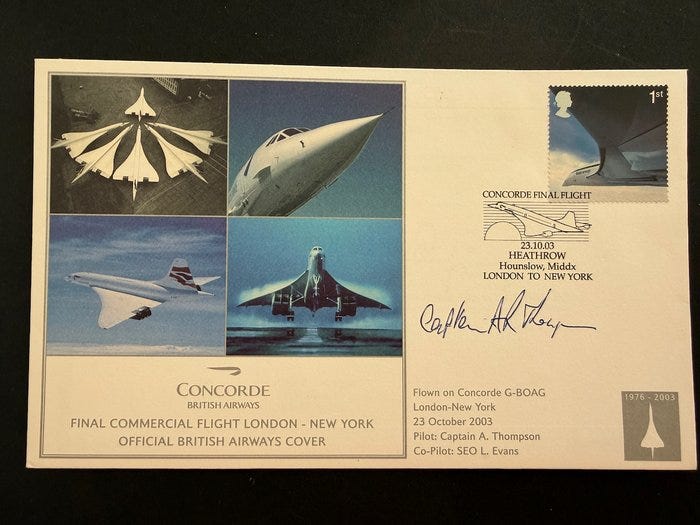 1st
CONCORDE FINAL FLIGHT
23.10.03
HEATHROW
Hounslow, Middx
LONDON TO NEW YORK
Captain A R Thompson
CONCORDE
BRITISH AIRWAYS
FINAL COMMERCIAL FLIGHT LONDON - NEW YORK
OFFICIAL BRITISH AIRWAYS COVER
Flown on Concorde G-BOAG
London-New York
23 October 2003
Pilot: Captain A. Thompson
Co-Pilot: SEO L. Evans
1976 - 2003